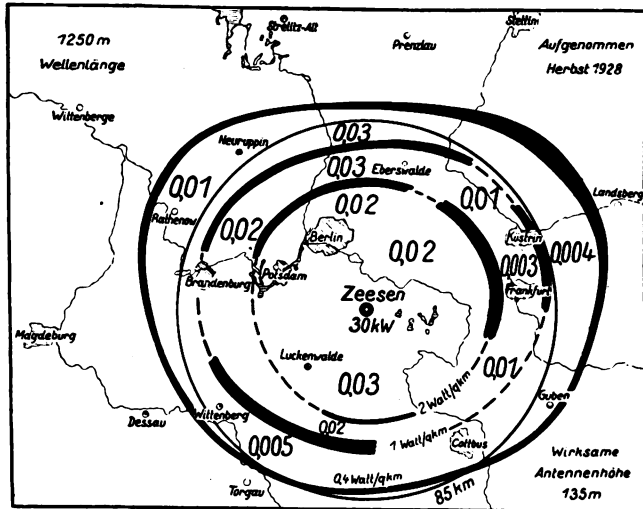 1250 m
Wellenlänge
Strelitz-Alt
Prenzlau
Stettin
Aufgenommen
Herbst 1928
Wittenberge
Neuruppin
0,03
0,03
Eberswalde
0,01
0,01
Landsberg
Rathenow
0,02
0,02
Berlin
0,02
Küstrin
0,004
0,003
Brandenburg
Potsdam
Zeesen
30kW
Frankfurt
Magdeburg
Luckenwalde
0,03
0,01
2 Watt/qkm
Guben
Dessau
Wittenberg
0,02
1 Watt/qkm
Cottbus
0,005
0,4 Watt/qkm
85 km
Torgau
Wirksame
Antennenhöhe
135m